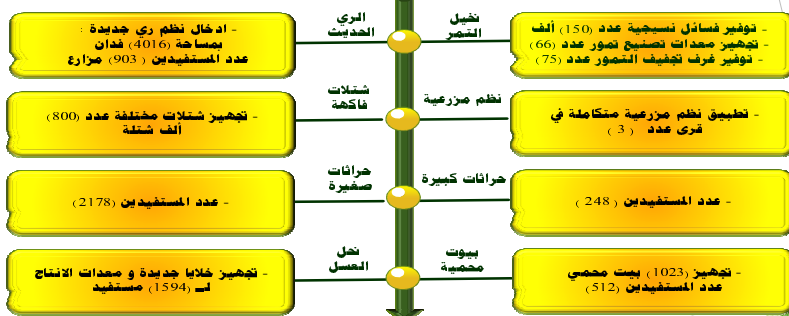 نخيل
التمر
- توفير فسائل نسيجية عدد (150) ألف
- تجهيز معدات تصنيع تمور عدد (66)
- توفير غرف تجفيف التمور عدد (75)
الري
الحديث
- ادخال نظم ري جديدة :
بمساحة (4016) فدان
عدد المستفيدين ( 903) مزارع
نظم مزرعية
- تطبيق نظم مزرعية متكاملة في
قرى عدد ( 3 )
شتلات
فاكهة
- تجهيز شتلات مختلفة عدد (800)
ألف شتلة
حراثات كبيرة
- عدد المستفيدين ( 248 )
حراثات
صغيرة
- عدد المستفيدين (2178)
بيوت
محمية
- تجهيز (1023) بيت محمي
عدد المستفيدين (512)
نحل
العسل
- تجهيز خلايا جديدة و معدات الانتاج
لــ (1594) مستفيد